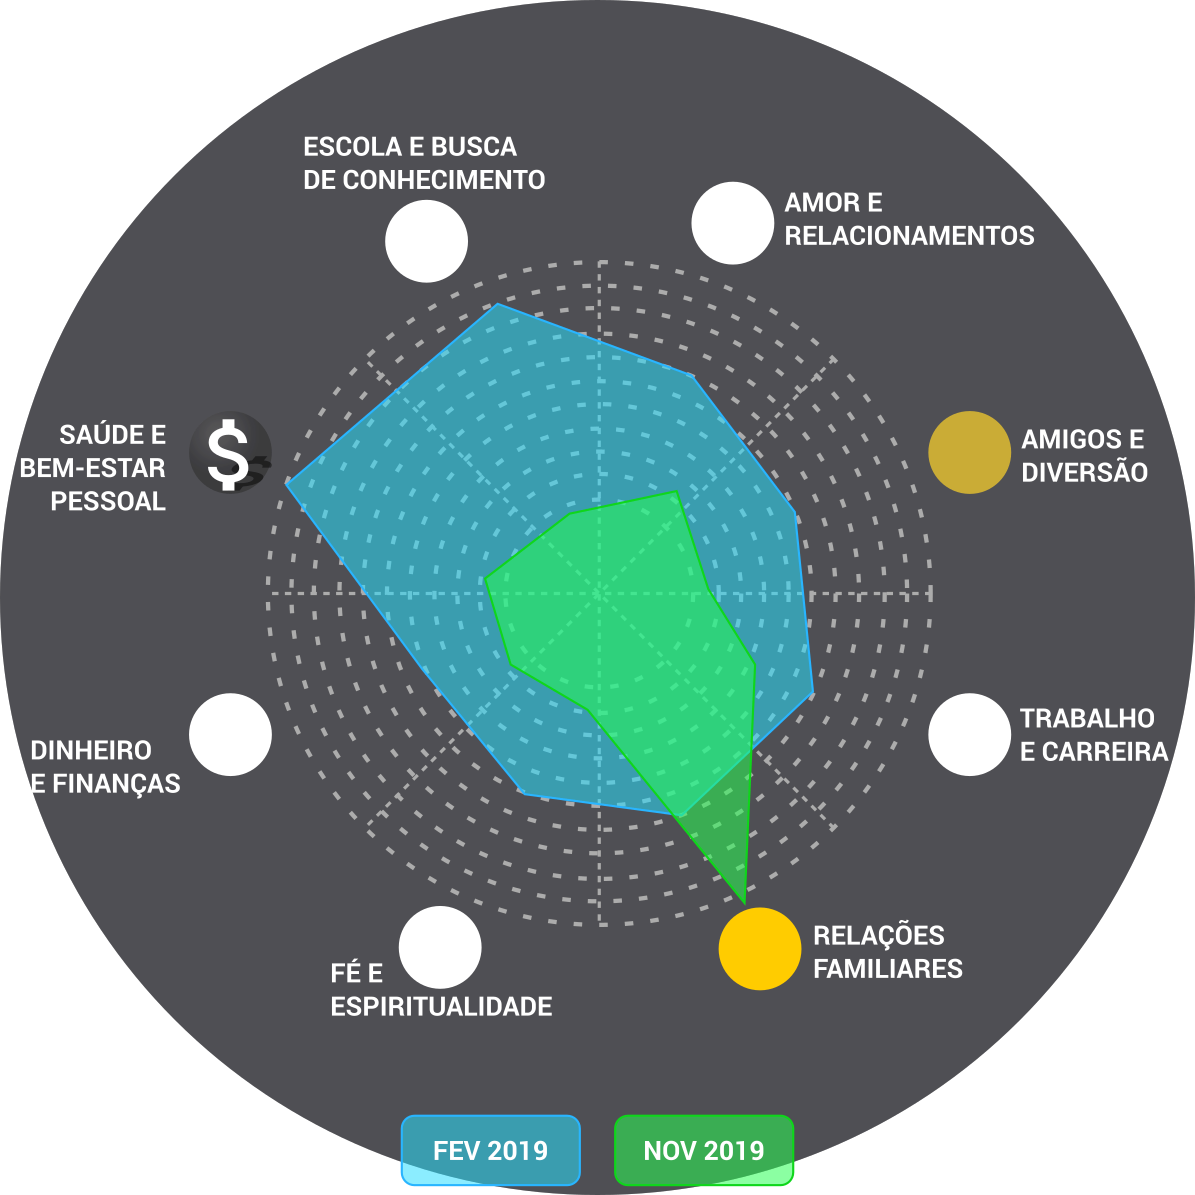 ESCOLA E BUSCA
DE CONHECIMENTO
AMOR E
RELACIONAMENTOS
SAÚDE E
BEM-ESTAR
PESSOAL
$
AMIGOS E
DIVERSÃO
DINHEIRO
E FINANÇAS
TRABALHO
E CARREIRA
FÉ E
ESPIRITUALIDADE
RELAÇÕES
FAMILIARES
FEV 2019
NOV 2019